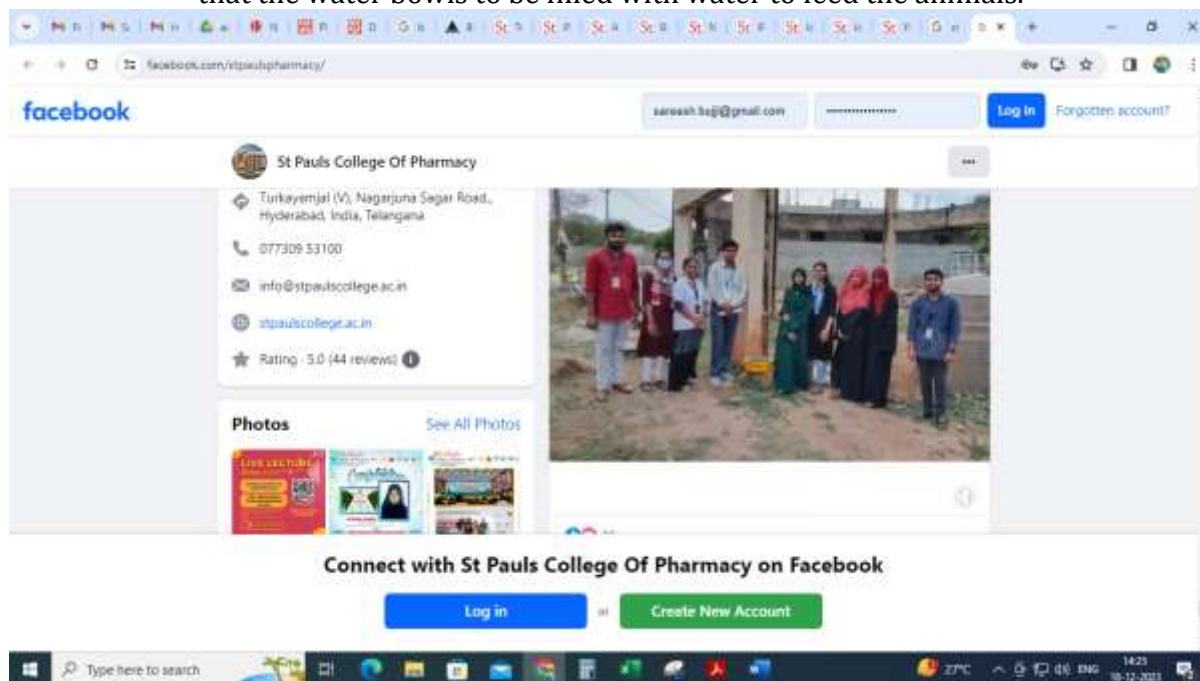 that the water bowls to be filled with water to feed the animals.
facebook.com/stpaulspharmacy/
facebook
Log in
Forgotten account?
St Pauls College Of Pharmacy
Turkayamjal (V), Nagarjuna Sagar Road.,
Hyderabad, India, Telangana
077309 53100
info@stpaulscollege.ac.in
stpaulscollege.ac.in
Rating · 5.0 (44 reviews)
Photos
See All Photos
LIVE LECTURE
Connect with St Pauls College Of Pharmacy on Facebook
Log in
or
Create New Account
Type here to search
27°C
ENG
14:25
18-12-2023